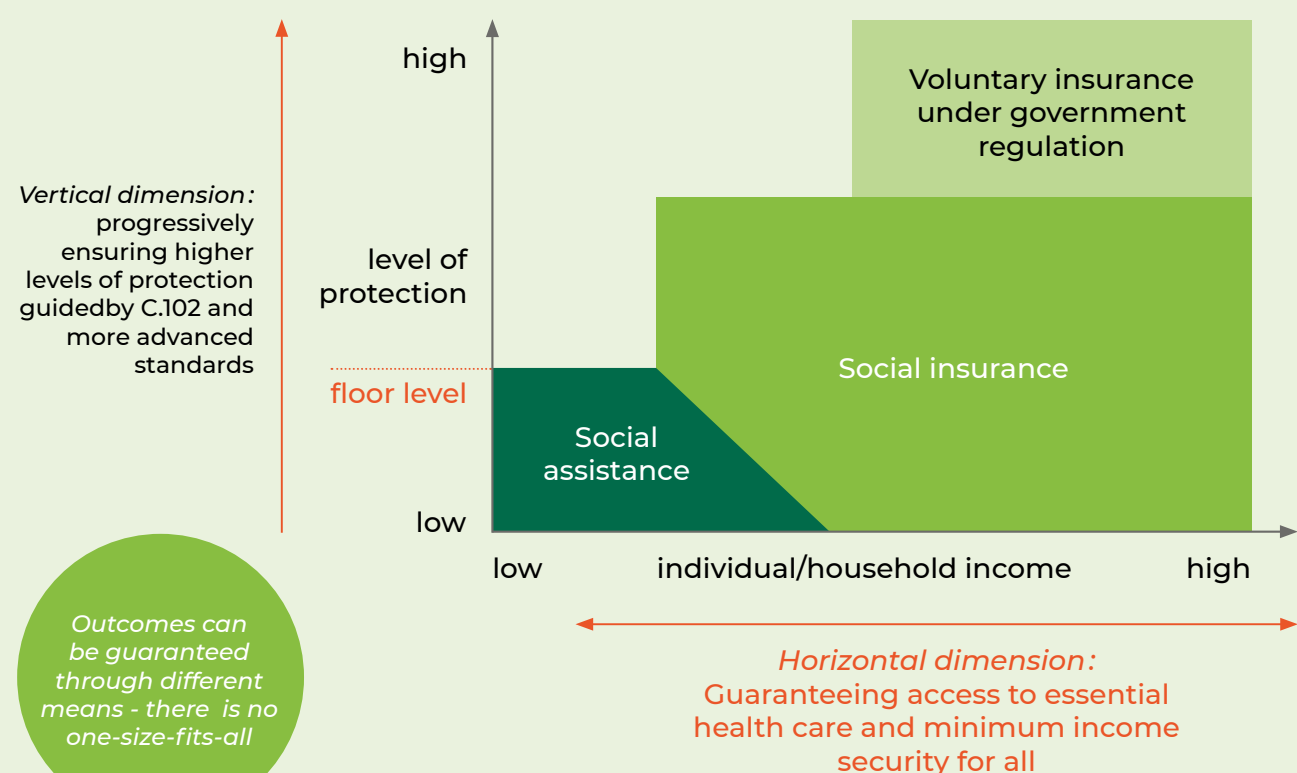 high
Voluntary insurance
under government
regulation
Vertical dimension:
progressively
ensuring higher
levels of protection
guidedby C.102 and
more advanced
standards
level of
protection
floor level
Social insurance
Social
assistance
low
low
individual/household income
high
Outcomes can
be guaranteed
through different
means - there  is no
one-size-fits-all
Horizontal dimension:
Guaranteeing access to essential
health care and minimum income
security for all